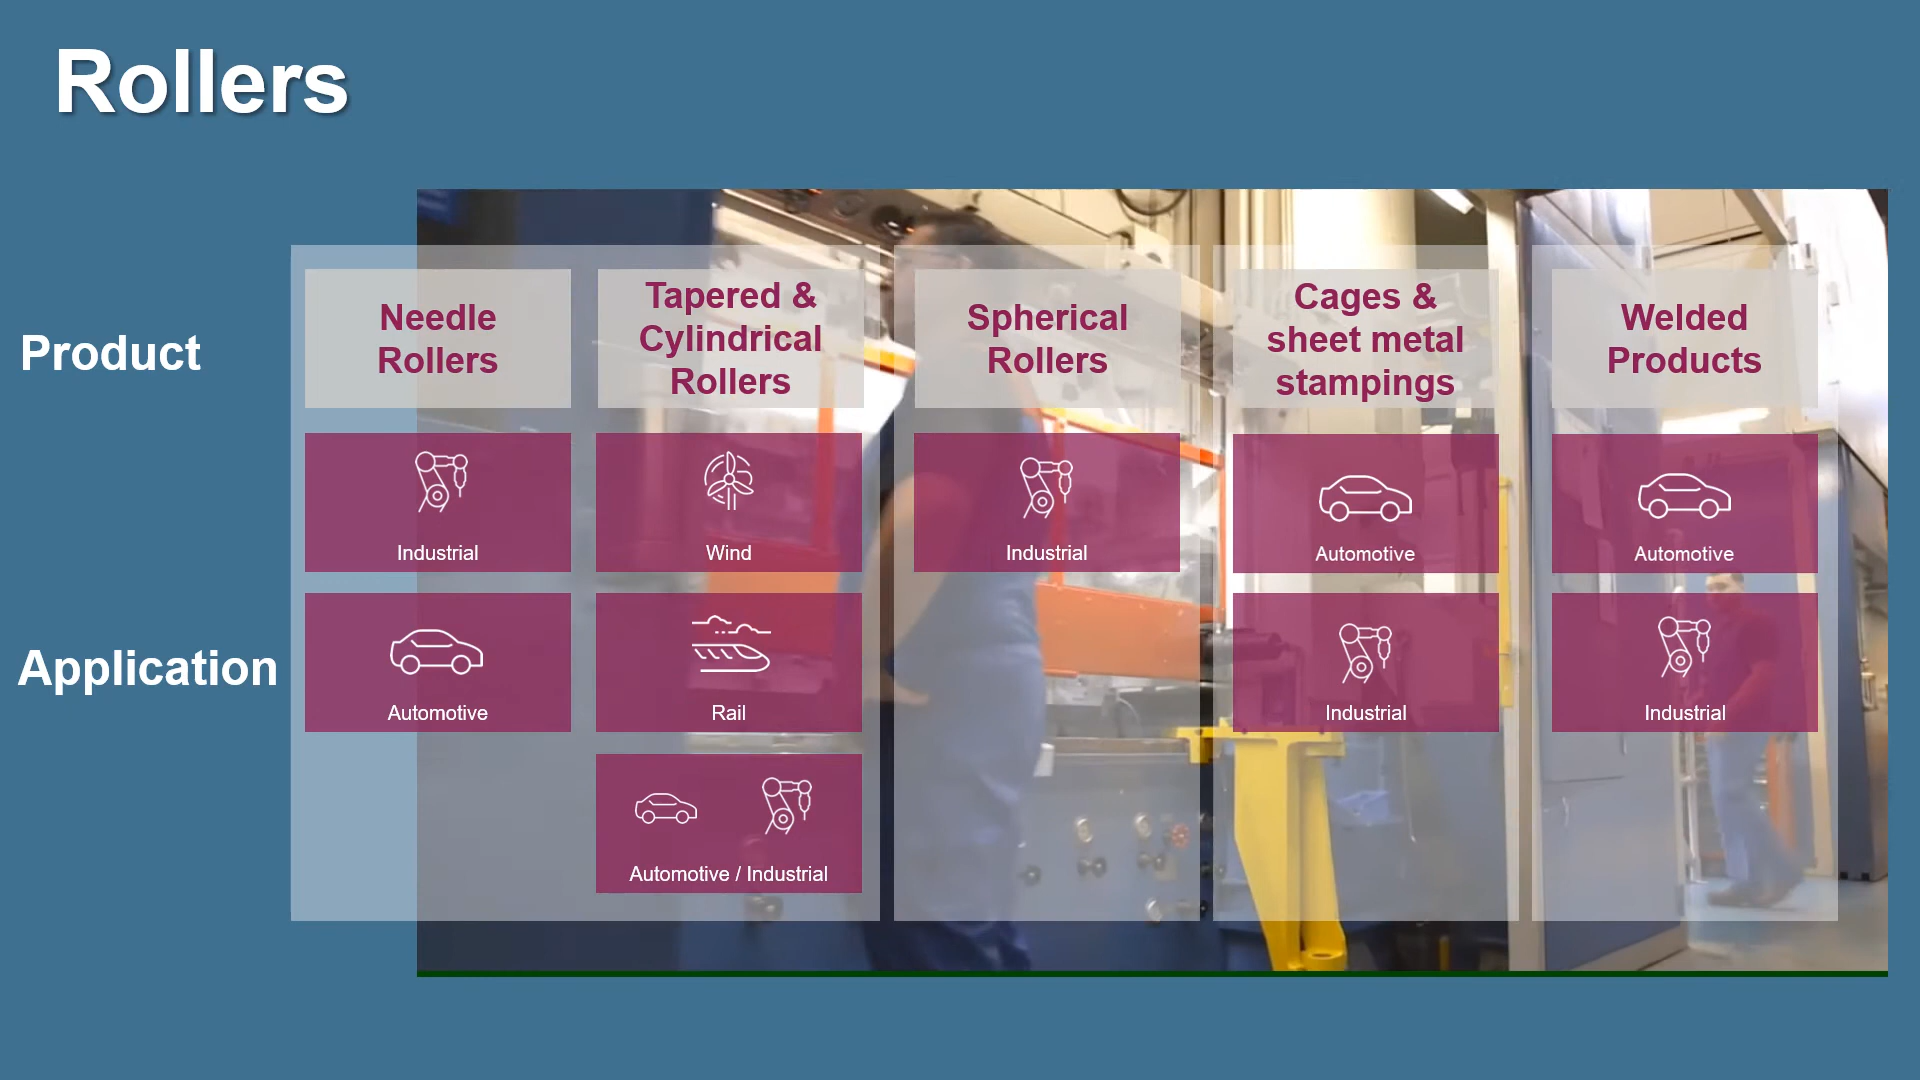 Rollers
Product
Needle
Rollers
Tapered &
Cylindrical
Rollers
Spherical
Rollers
Cages &
sheet metal
stampings
Welded
Products
Application
Industrial
Wind
Industrial
Automotive
Automotive
Automotive
Rail
Industrial
Industrial
Automotive / Industrial